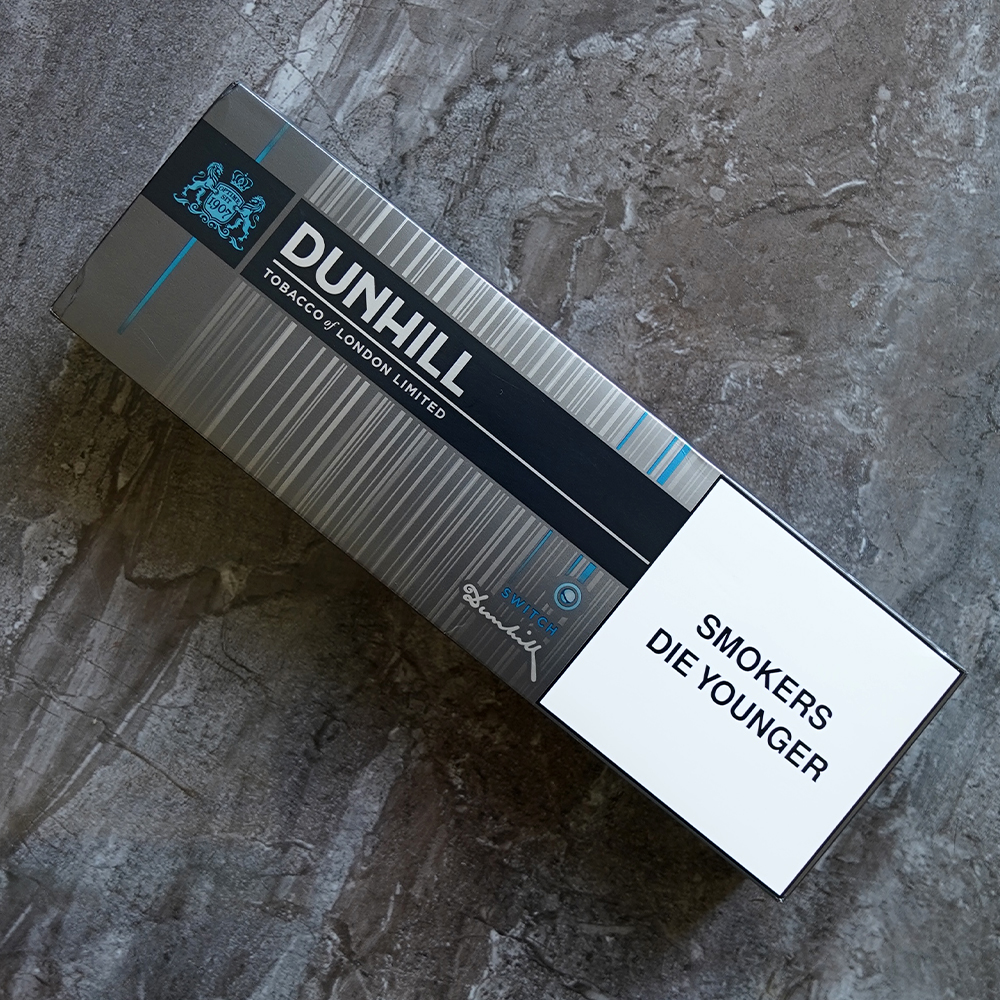 1907
DUNHILL
TOBACCO of LONDON LIMITED
SWITCH
Dunhill
SMOKERS
DIE YOUNGER